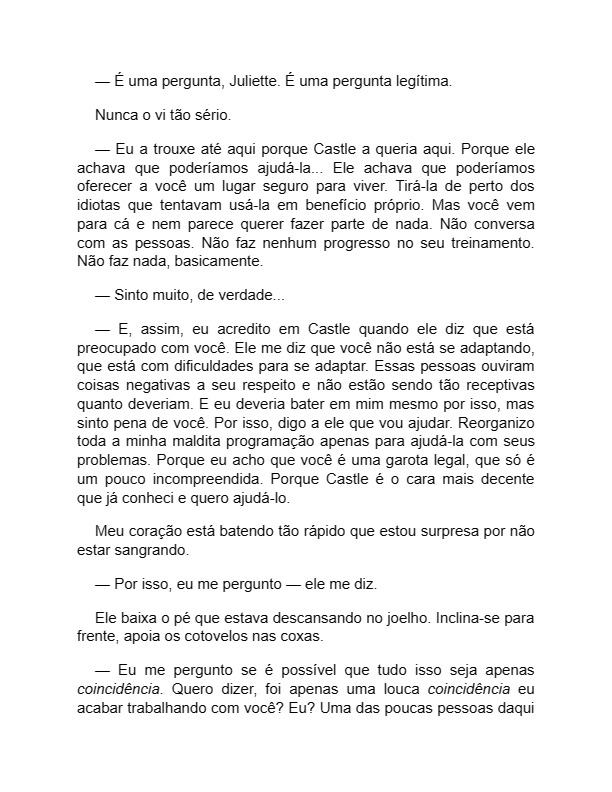 — É uma pergunta, Juliette. É uma pergunta legítima.
Nunca o vi tão sério.
— Eu a trouxe até aqui porque Castle a queria aqui. Porque ele
achava que poderíamos ajudá-la... Ele achava que poderíamos
oferecer a você um lugar seguro para viver. Tirá-la de perto dos
idiotas que tentavam usá-la em benefício próprio. Mas você vem
para cá e nem parece querer fazer parte de nada. Não conversa
com as pessoas. Não faz nenhum progresso no seu treinamento.
Não faz nada, basicamente.
— Sinto muito, de verdade...
— E, assim, eu acredito em Castle quando ele diz que está
preocupado com você. Ele me diz que você não está se adaptando,
que está com dificuldades para se adaptar. Essas pessoas ouviram
coisas negativas a seu respeito e não estão sendo tão receptivas
quanto deveriam. E eu deveria bater em mim mesmo por isso, mas
sinto pena de você. Por isso, digo a ele que vou ajudar. Reorganizo
toda a minha maldita programação apenas para ajudá-la com seus
problemas. Porque eu acho que você é uma garota legal, que só é
um pouco incompreendida. Porque Castle é o cara mais decente
que já conheci e quero ajudá-lo.
Meu coração está batendo tão rápido que estou surpresa por não
estar sangrando.
— Por isso, eu me pergunto — ele me diz.
Ele baixa o pé que estava descansando no joelho. Inclina-se para
frente, apoia os cotovelos nas coxas.
— Eu me pergunto se é possível que tudo isso seja apenas
coincidência. Quero dizer, foi apenas uma louca coincidência eu
acabar trabalhando com você? Eu? Uma das poucas pessoas daqui